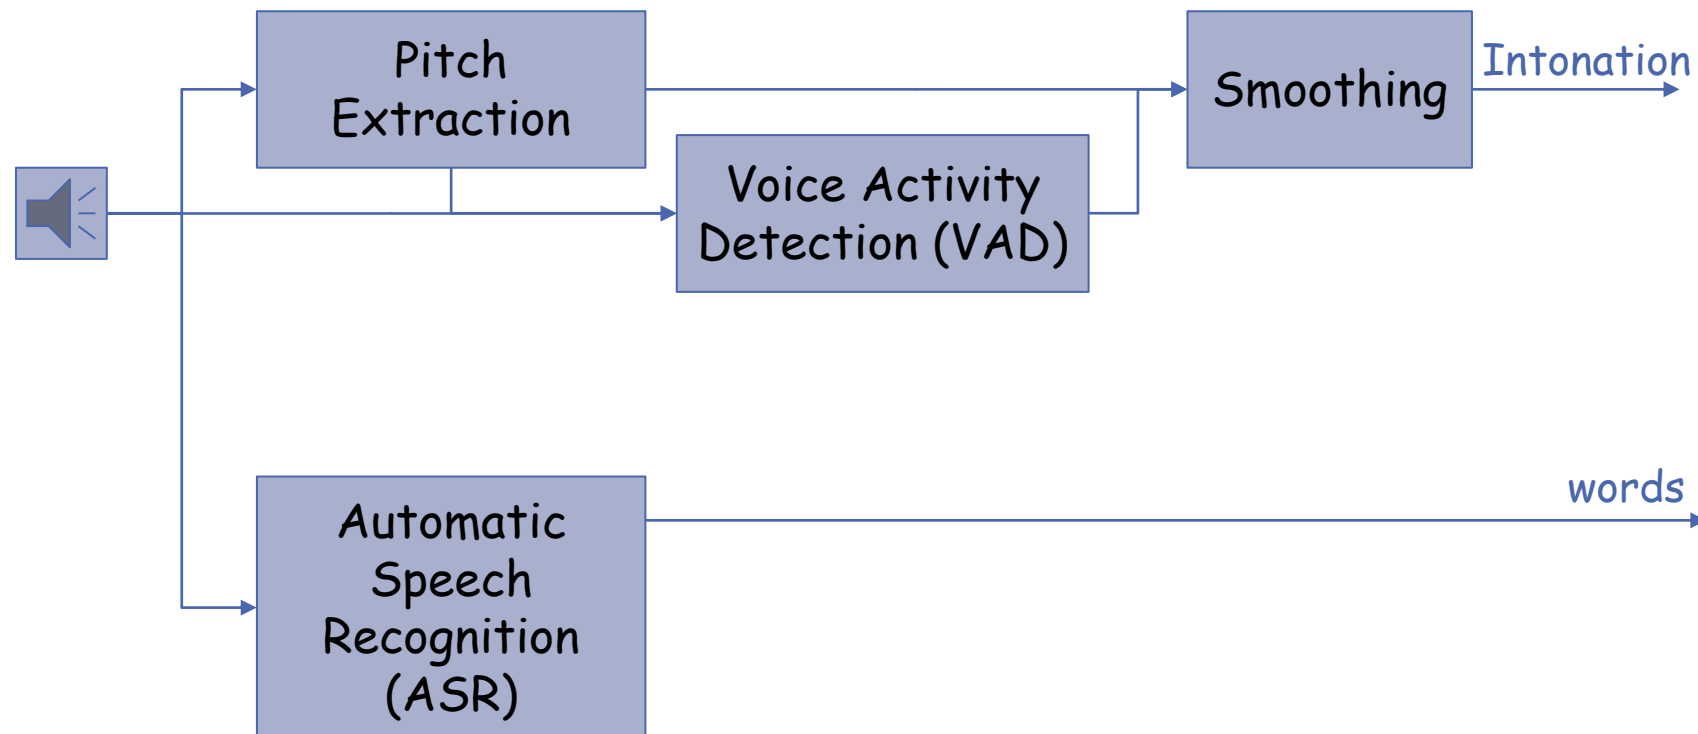 Pitch
Extraction
Voice Activity
Detection (VAD)
Smoothing
Intonation
Automatic
Speech
Recognition
(ASR)
words